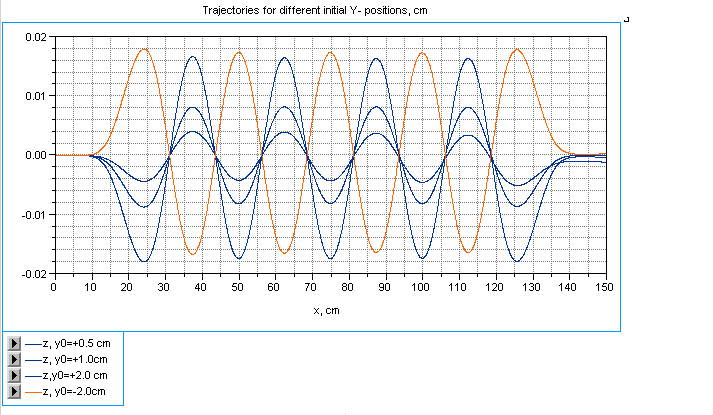 Trajectories for different initial Y- positions, cm
0.02
0.01
0.00
-0.01
-0.02
0 10 20 30 40 50 60 70 80 90 100 110 120 130 140 150
x, cm
z, y0=+0.5 cm
z, y0=+1.0cm
z,y0=+2.0 cm
z, y0=-2.0cm